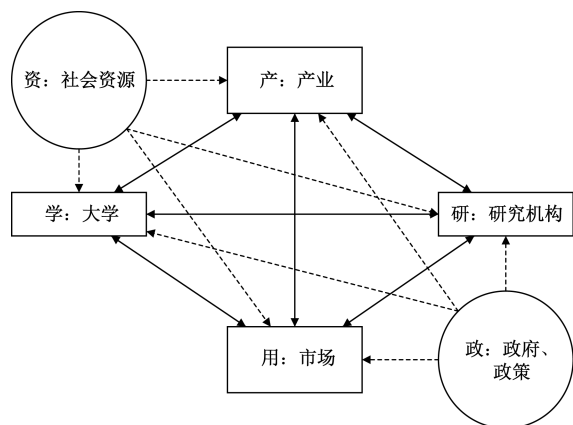 资：社会资源
产：产业
学：大学
研：研究机构
用：市场
政：政府、
政策